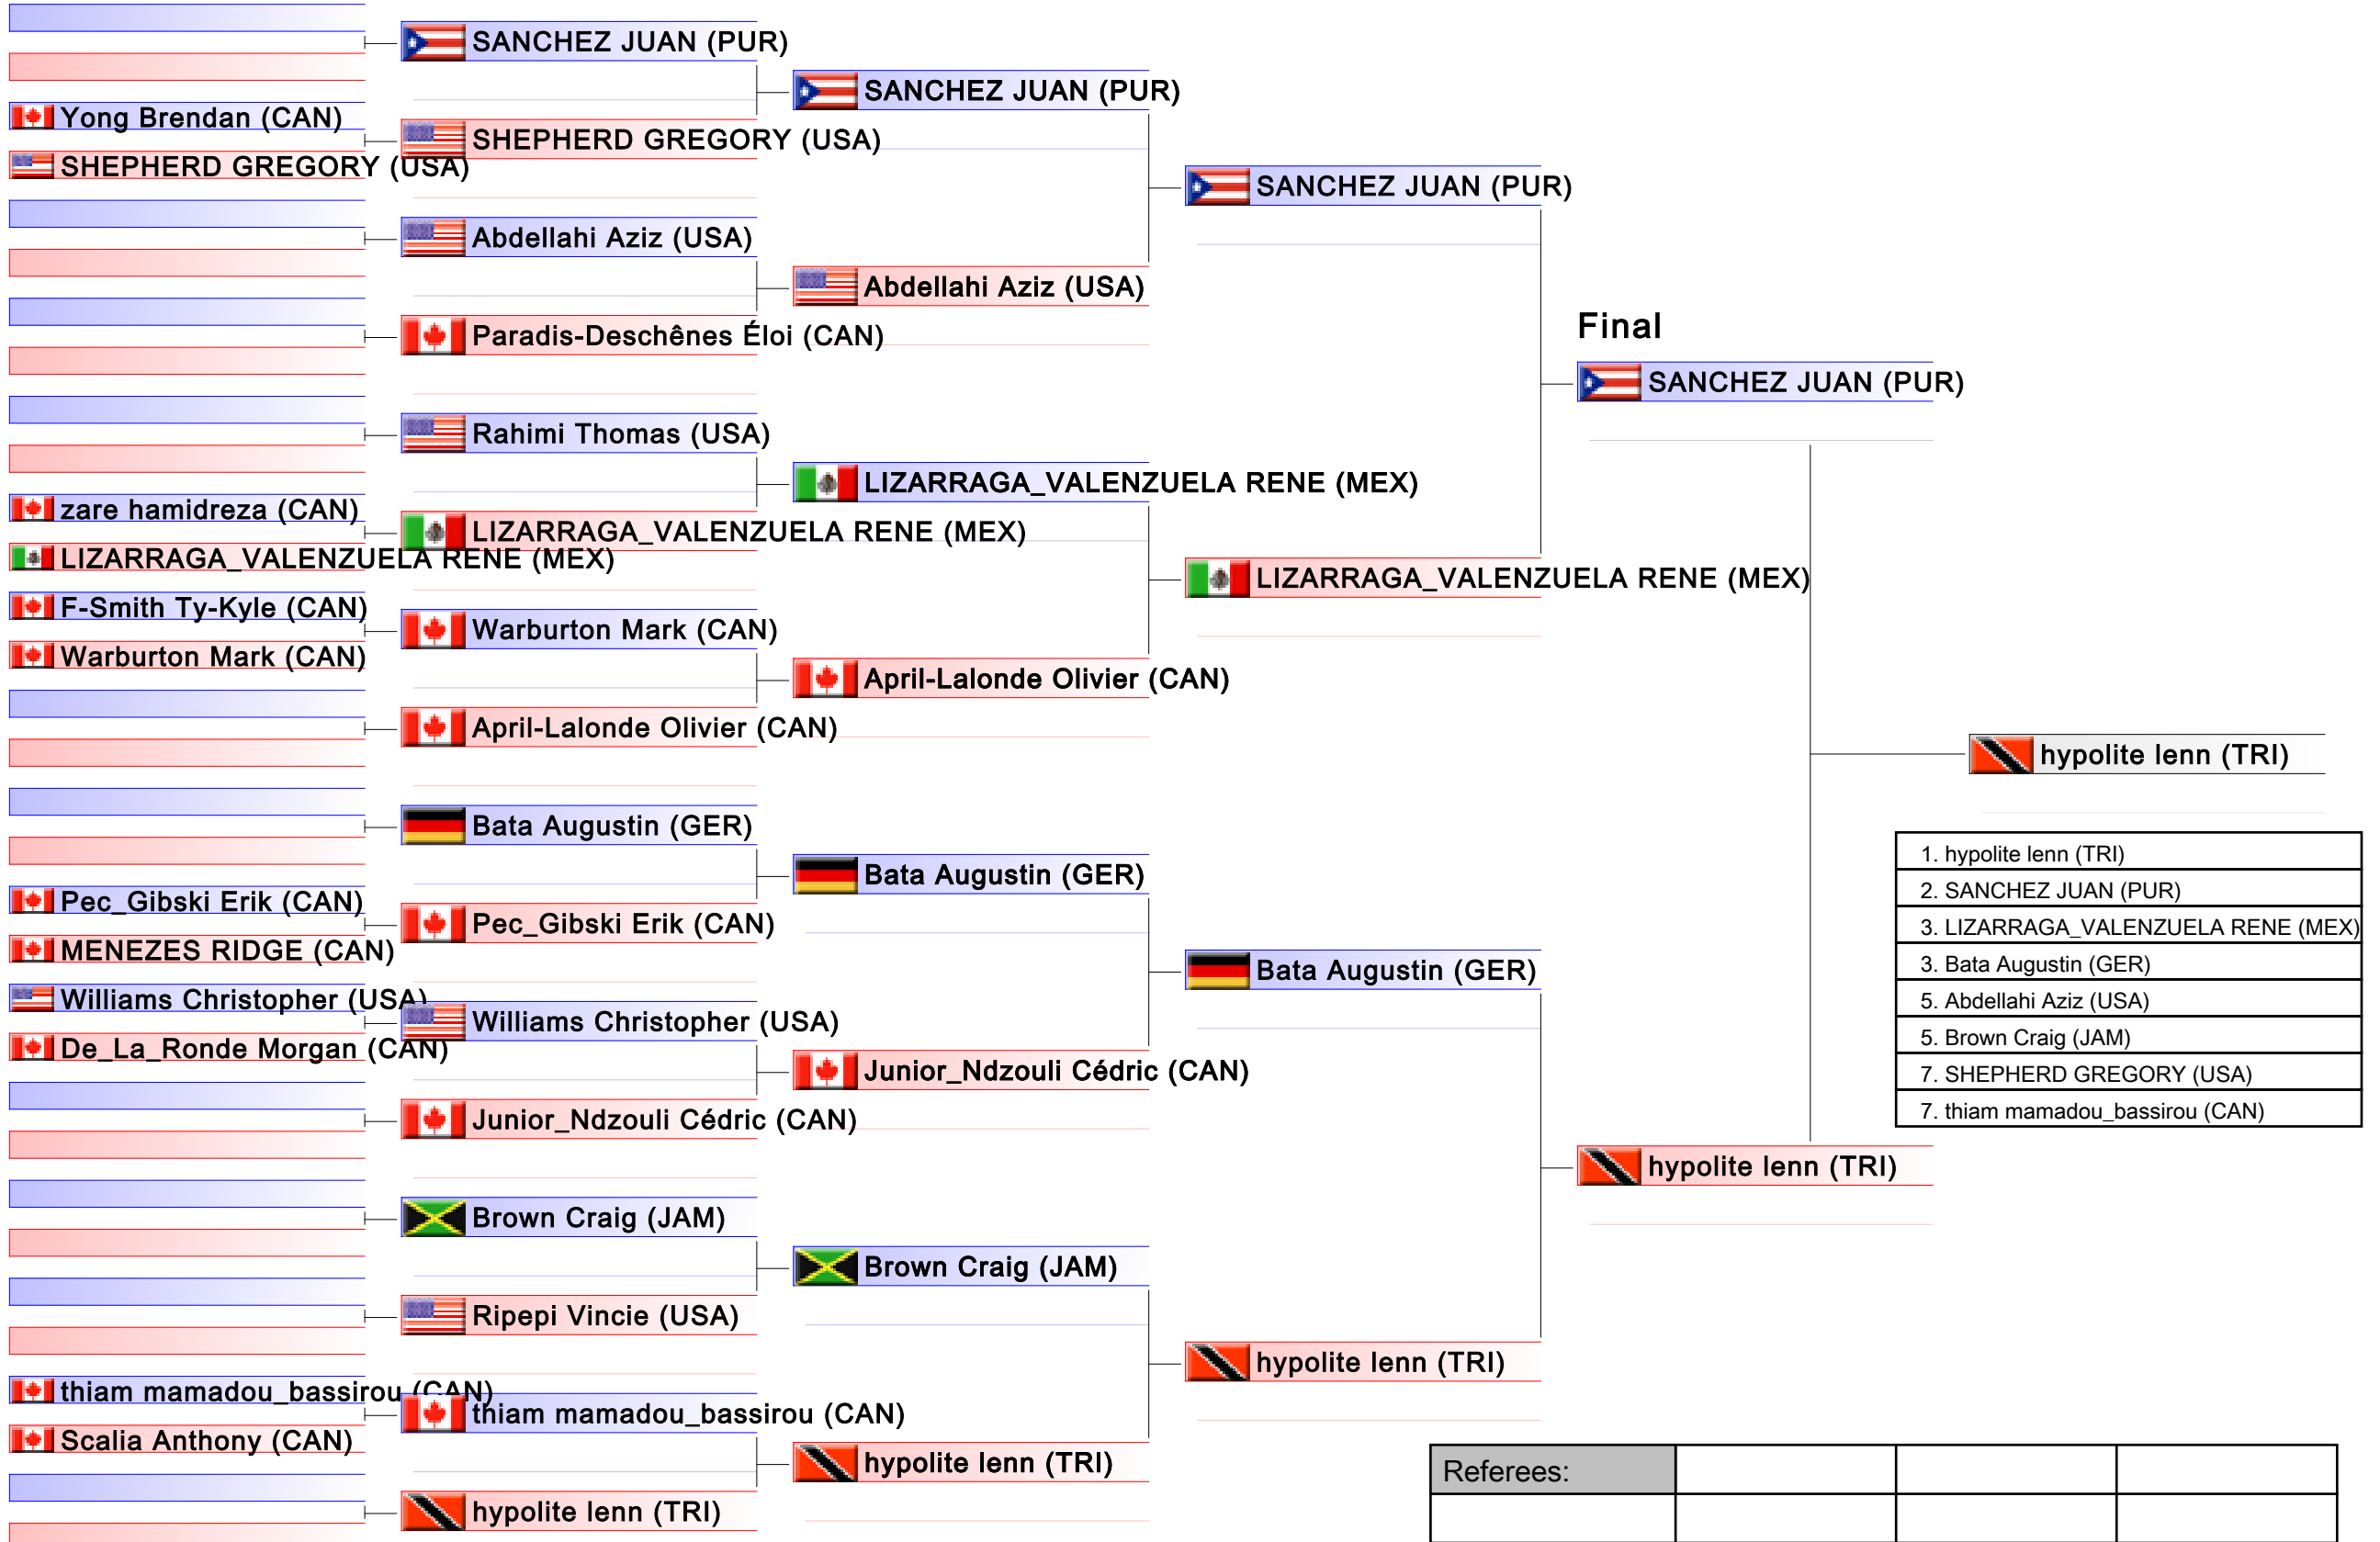 Yong Brendan (CAN)
SHEPHERD GREGORY (USA)
zare hamidreza (CAN)
LIZARRAGA_VALENZUELA RENE (MEX)
F-Smith Ty-Kyle (CAN)
Warburton Mark (CAN)
Pec_Gibski Erik (CAN)
MENEZES RIDGE (CAN)
Williams Christopher (USA)
De_La_Ronde Morgan (CAN)
thiam mamadou_bassirou (CAN)
Scalia Anthony (CAN)
SANCHEZ JUAN (PUR)
SHEPHERD GREGORY (USA)
Abdellahi Aziz (USA)
Paradis-Deschênes Éloi (CAN)
Rahimi Thomas (USA)
LIZARRAGA_VALENZUELA RENE (MEX)
Warburton Mark (CAN)
April-Lalonde Olivier (CAN)
Bata Augustin (GER)
Pec_Gibski Erik (CAN)
Williams Christopher (USA)
Junior_Ndzouli Cédric (CAN)
Brown Craig (JAM)
Ripepi Vincie (USA)
thiam mamadou_bassirou (CAN)
hypolite lenn (TRI)
SANCHEZ JUAN (PUR)
Abdellahi Aziz (USA)
LIZARRAGA_VALENZUELA RENE (MEX)
April-Lalonde Olivier (CAN)
Bata Augustin (GER)
Junior_Ndzouli Cédric (CAN)
Brown Craig (JAM)
hypolite lenn (TRI)
SANCHEZ JUAN (PUR)
LIZARRAGA_VALENZUELA RENE (MEX)
Bata Augustin (GER)
hypolite lenn (TRI)
Final
SANCHEZ JUAN (PUR)
hypolite lenn (TRI)
hypolite lenn (TRI)
1. hypolite lenn (TRI)
2. SANCHEZ JUAN (PUR)
3. LIZARRAGA_VALENZUELA RENE (MEX)
3. Bata Augustin (GER)
5. Abdellahi Aziz (USA)
5. Brown Craig (JAM)
7. SHEPHERD GREGORY (USA)
7. thiam mamadou_bassirou (CAN)
Referees: